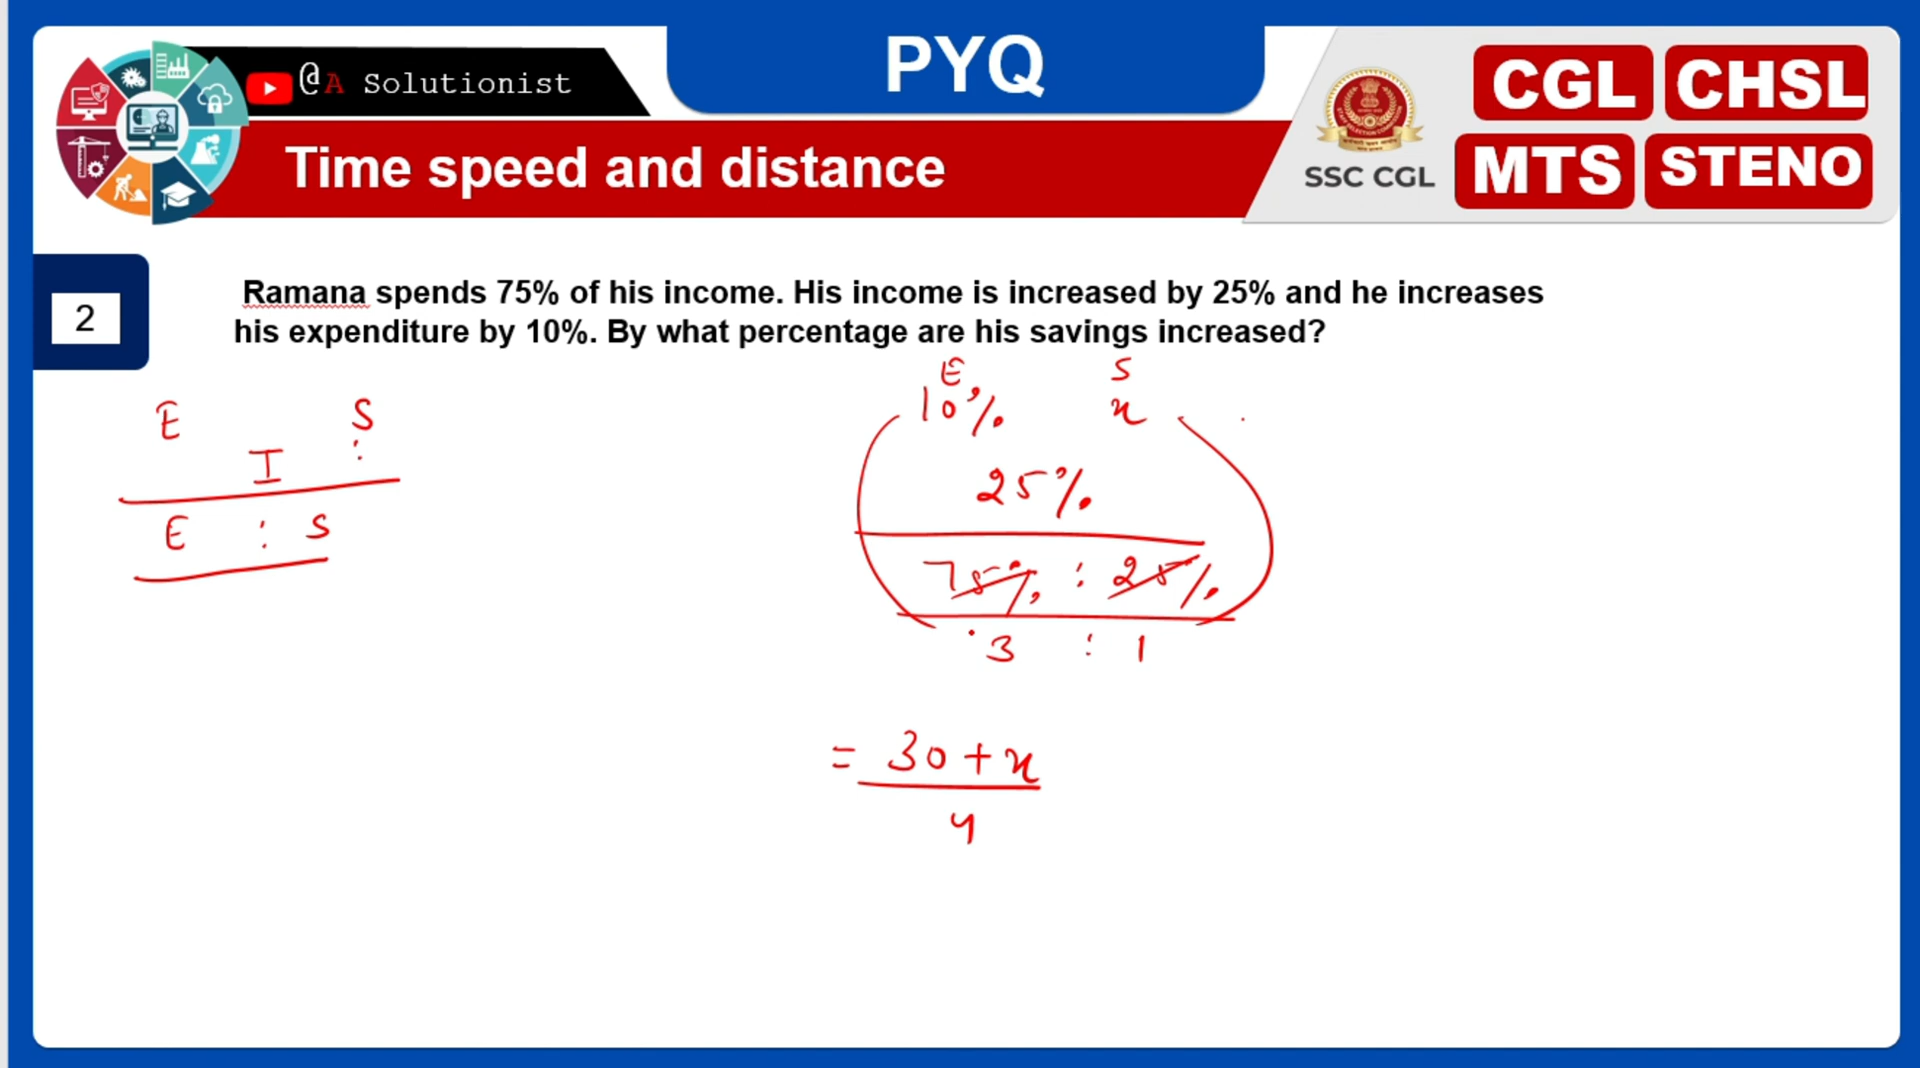 PYQ
@A Solutionist
Time speed and distance
SSC CGL
CGL CHSL
MTS STENO
2
Ramana spends 75% of his income. His income is increased by 25% and he increases
his expenditure by 10%. By what percentage are his savings increased?
E S
I :
E : S
E S
10% x
25%
75% : 25%
3 : 1
= 30 + x
4